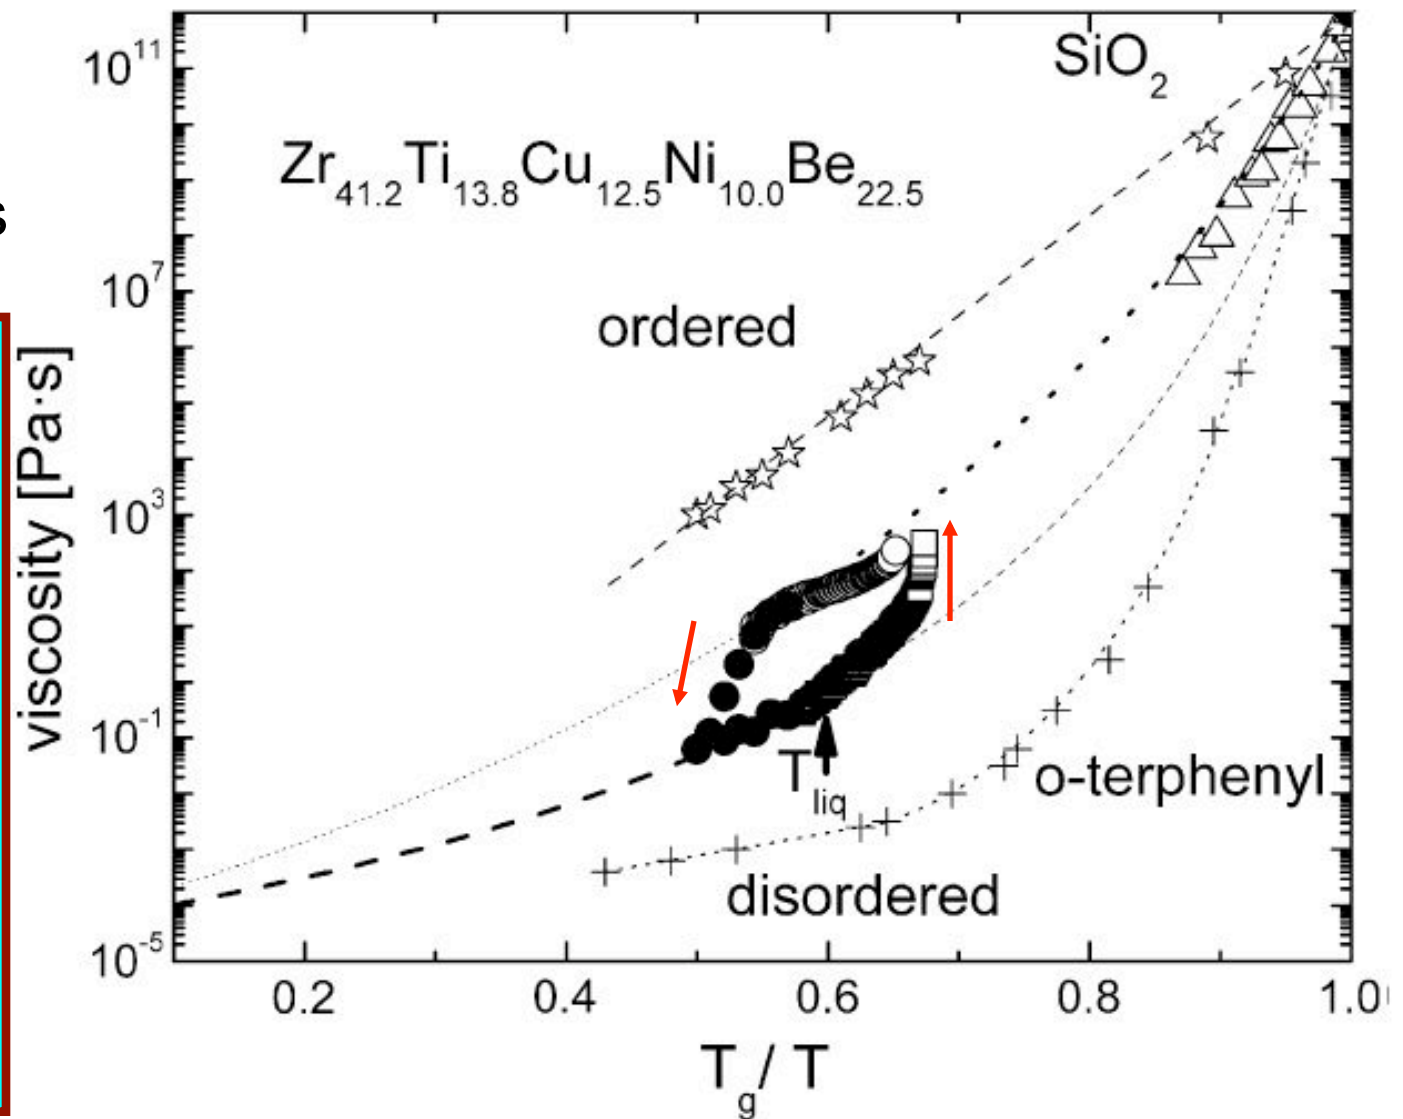 SiO2
10^11
Zr41.2Ti13.8Cu12.5Ni10.0Be22.5
s
ordered
10^7
viscosity [Pa·s]
10^3
10^-1
Tliq
o-terphenyl
disordered
10^-5
0.2 0.4 0.6 0.8 1.0
Tg/ T